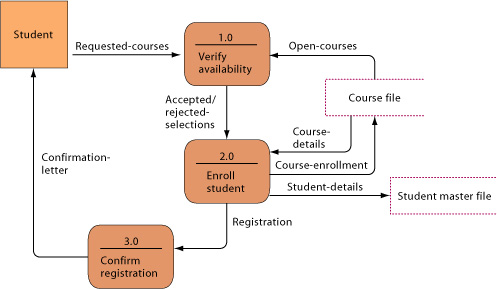 Student
Requested-courses
1.0
Verify
availability
Open-courses
Course file
Accepted/
rejected-
selections
Course-
details
2.0
Enroll
student
Course-enrollment
Student-details
Student master file
Confirmation-
letter
Registration
3.0
Confirm
registration